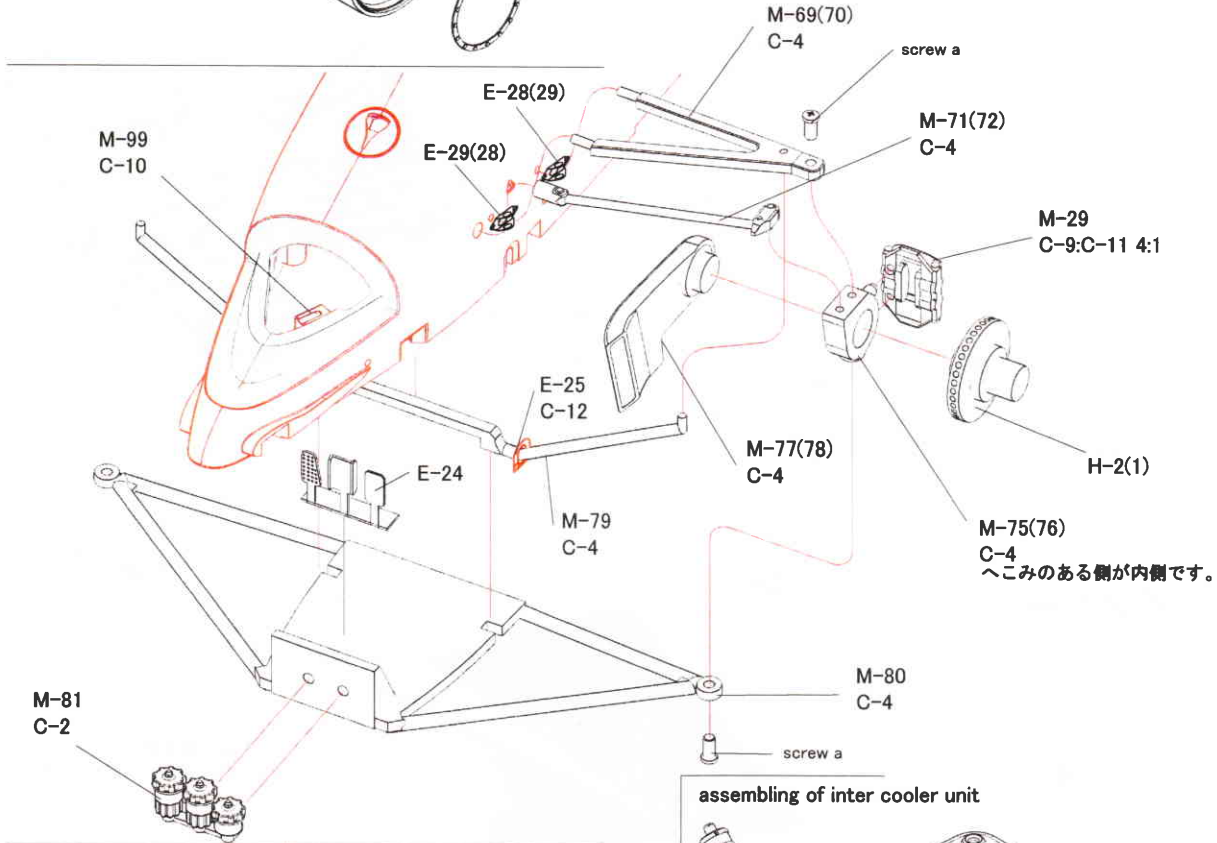 M-69(70)
C-4
screw a
E-28(29)
M-71(72)
C-4
M-99
C-10
E-29(28)
M-29
C-9:C-11 4:1
E-25
C-12
M-77(78)
C-4
H-2(1)
E-24
M-79
C-4
M-75(76)
C-4
へこみのある側が内側です。
M-80
C-4
M-81
C-2
screw a
assembling of inter cooler unit